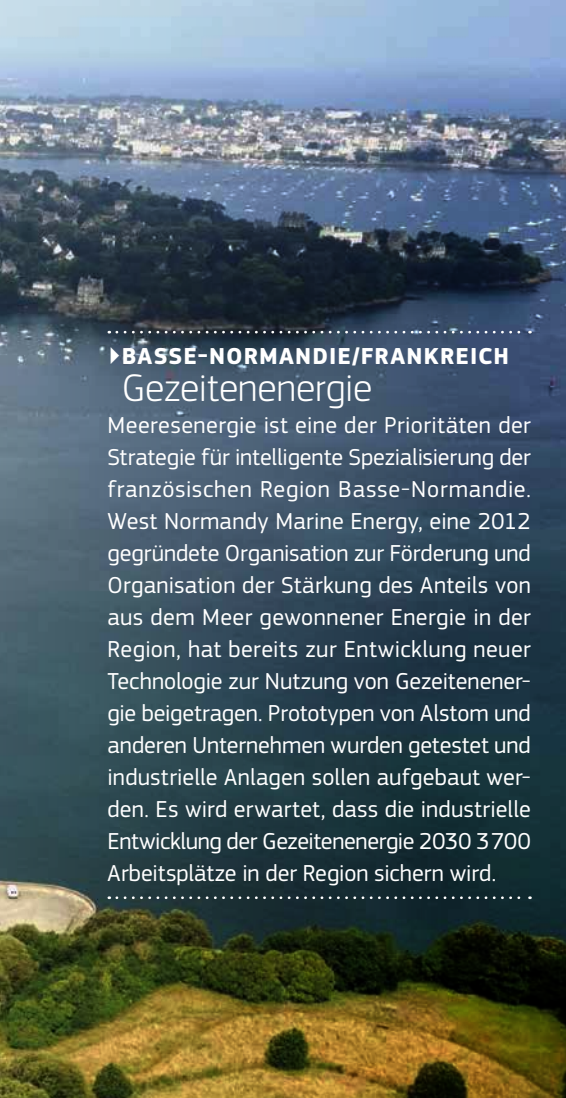 BASSE-NORMANDIE/FRANKREICH
Gezeitenenergie
Meeresenergie ist eine der Prioritäten der
Strategie für intelligente Spezialisierung der
französischen Region Basse-Normandie.
West Normandy Marine Energy, eine 2012
gegründete Organisation zur Förderung und
Organisation der Stärkung des Anteils von
aus dem Meer gewonnener Energie in der
Region, hat bereits zur Entwicklung neuer
Technologie zur Nutzung von Gezeitenener-
gie beigetragen. Prototypen von Alstom und
anderen Unternehmen wurden getestet und
industrielle Anlagen sollen aufgebaut wer-
den. Es wird erwartet, dass die industrielle
Entwicklung der Gezeitenenergie 2030 3700
Arbeitsplätze in der Region sichern wird.